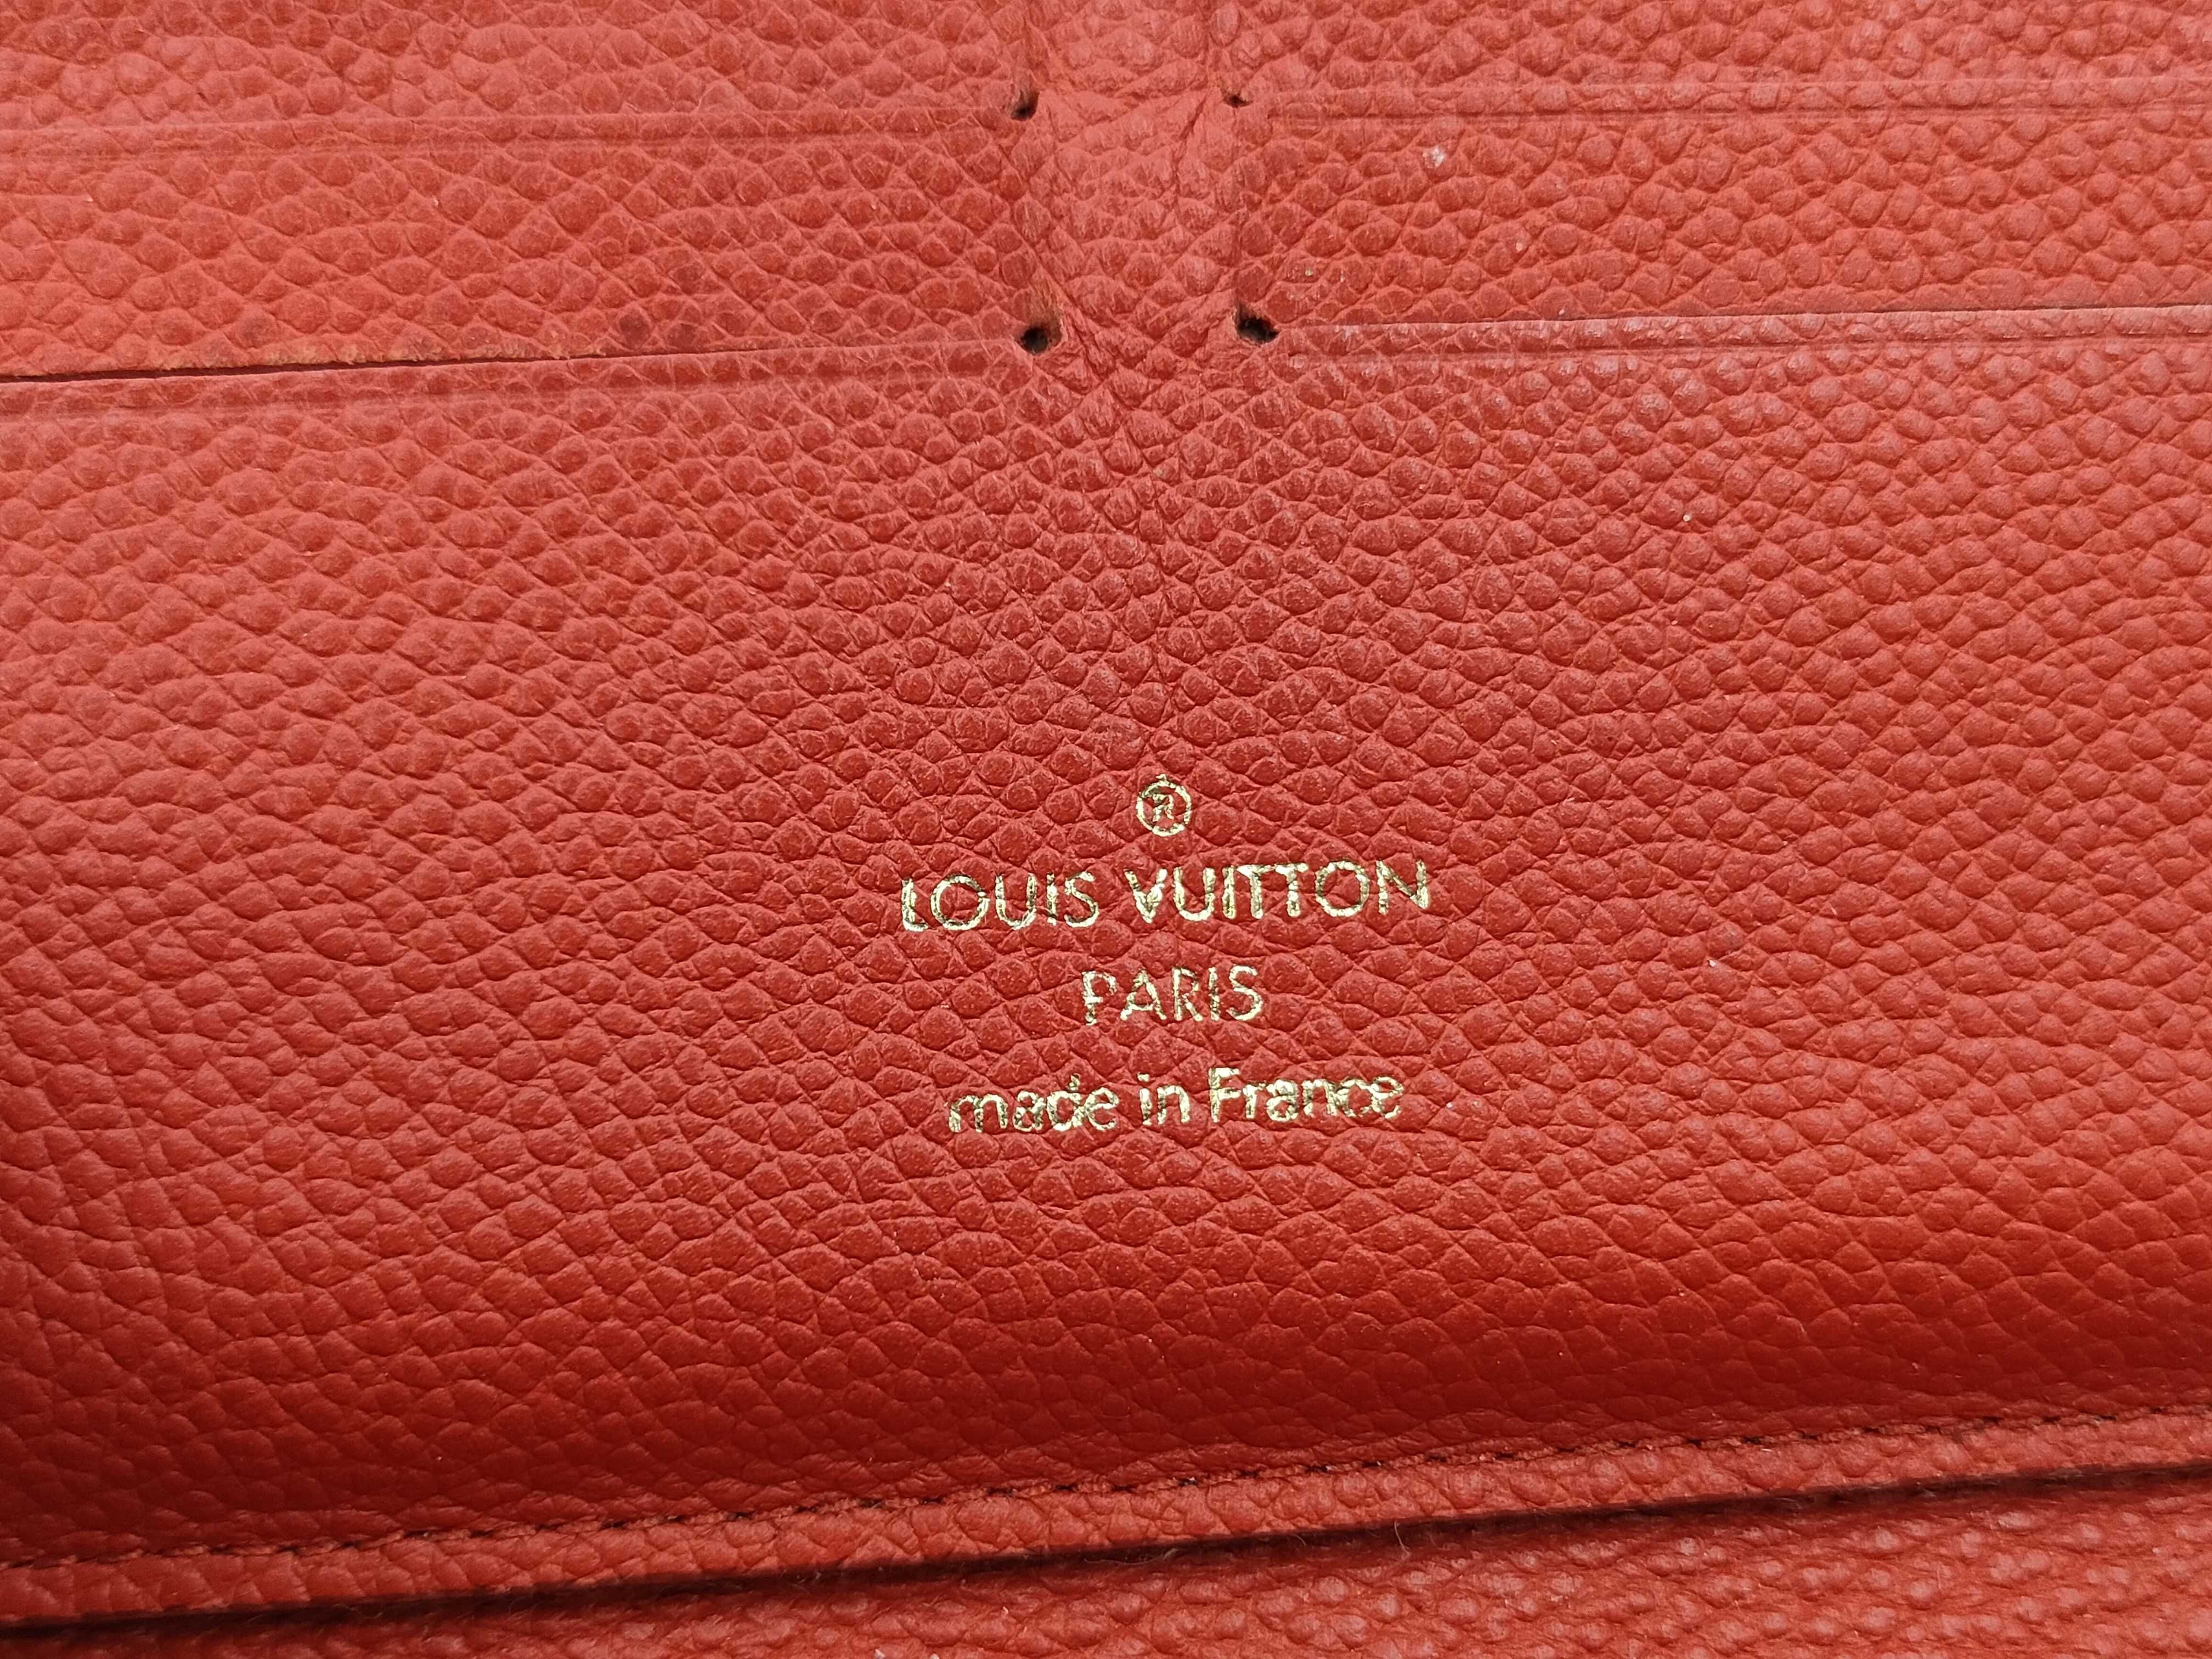 ®
LOUIS VUITTON
PARIS
made in France